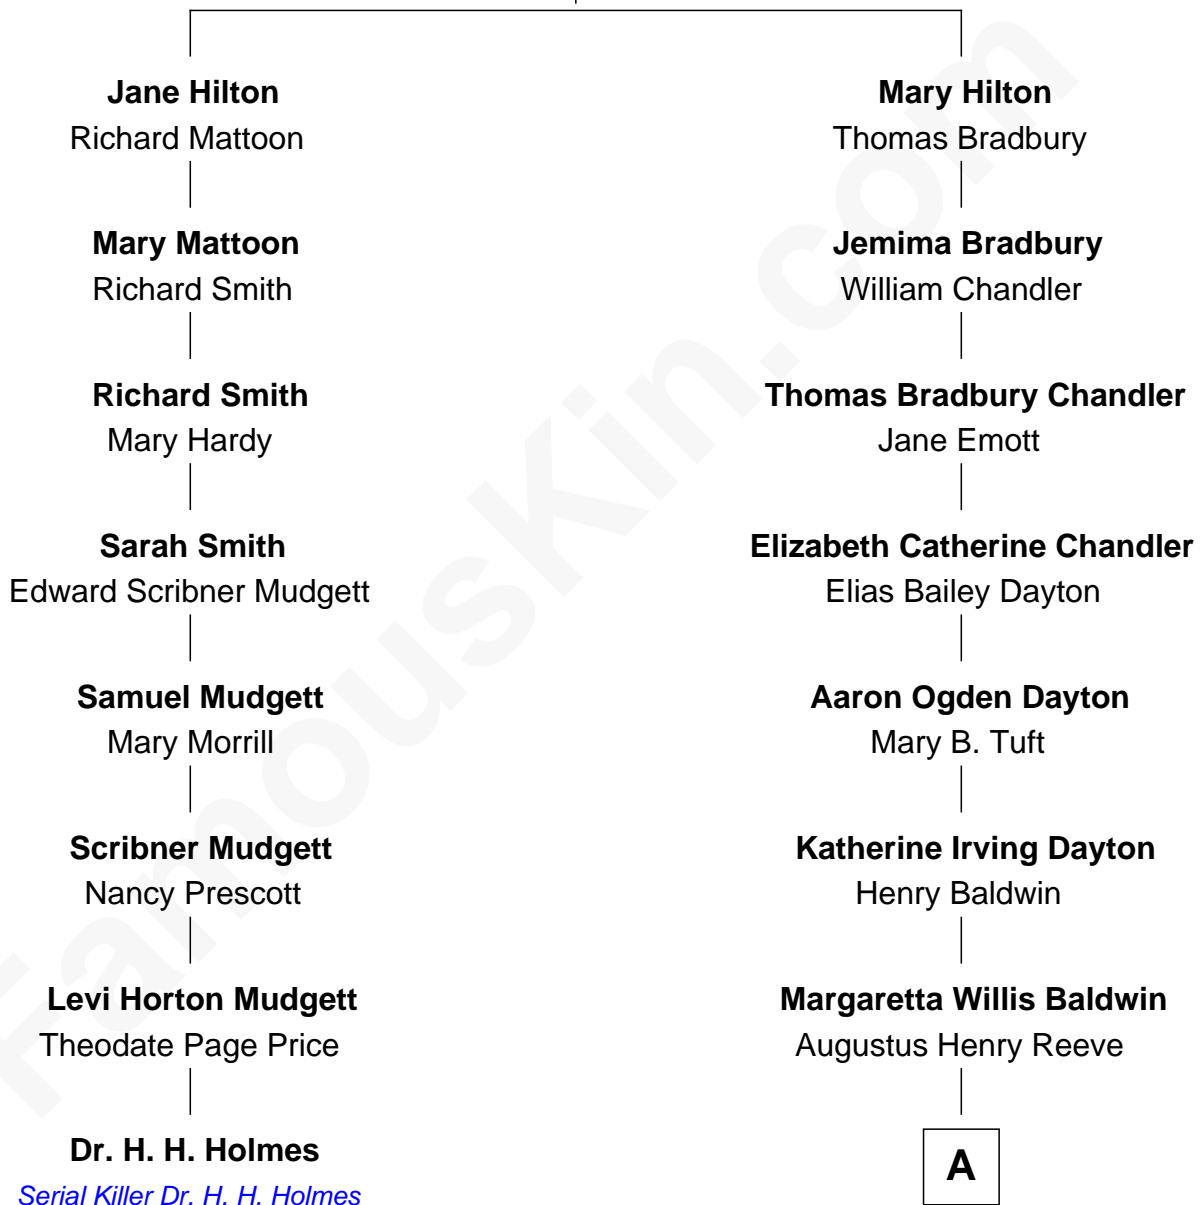 Jane Hilton
Richard Mattoon
Mary Mattoon
Richard Smith
Richard Smith
Mary Hardy
Sarah Smith
Edward Scribner Mudgett
Samuel Mudgett
Mary Morrill
Scribner Mudgett
Nancy Prescott
Levi Horton Mudgett
Theodate Page Price
Dr. H. H. Holmes
Serial Killer Dr. H. H. Holmes
Mary Hilton
Thomas Bradbury
Jemima Bradbury
William Chandler
Thomas Bradbury Chandler
Jane Emott
Elizabeth Catherine Chandler
Elias Bailey Dayton
Aaron Ogden Dayton
Mary B. Tuft
Katherine Irving Dayton
Henry Baldwin
Margaretta Willis Baldwin
Augustus Henry Reeve
A
FamousKin.com